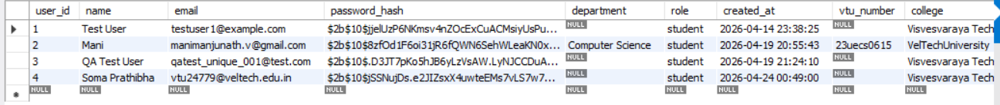 user_id name email password_hash department role created_at vtu_number college
1 Test User testuser1@example.com $2b$10$jjelUzP6NKmsv4nZOcExCuACMsiyUsPu... NULL student 2026-04-14 23:38:25 NULL Visvesvaraya Tech
2 Mani manimanjunath.v@gmail.com $2b$10$8zfOd1F6oi31jR6fQWN6SehWLeaKN0x... Computer Science student 2026-04-19 20:55:43 23uecs0615 VelTechUniversity
3 QA Test User qatest_unique_001@test.com $2b$10$.D3JT7pKo5hJB6yLzVsAW.LyNJCCDuA... NULL student 2026-04-19 21:24:10 NULL Visvesvaraya Tech
4 Soma Prathibha vtu24779@veltech.edu.in $2b$10$jSSNujDs.e2JIZsxX4uwteEMs7vLS7w7... NULL student 2026-04-24 00:49:00 NULL Visvesvaraya Tech
NULL NULL NULL NULL NULL NULL NULL NULL NULL